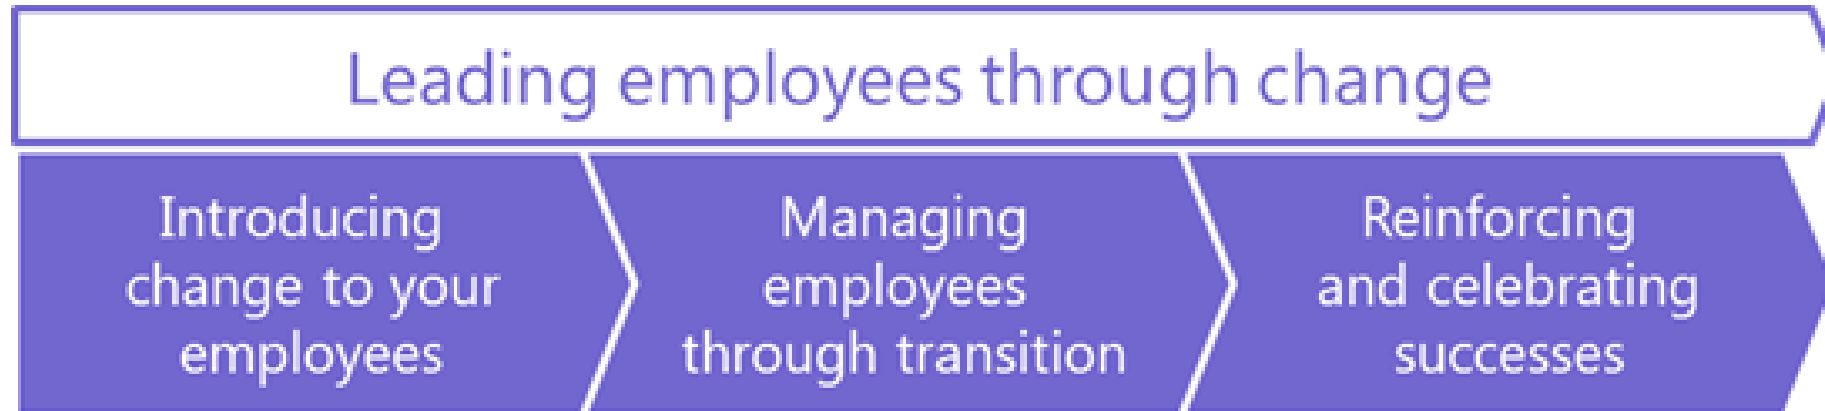 Leading employees through change
Introducing
change to your
employees
Managing
employees
through transition
Reinforcing
and celebrating
successes